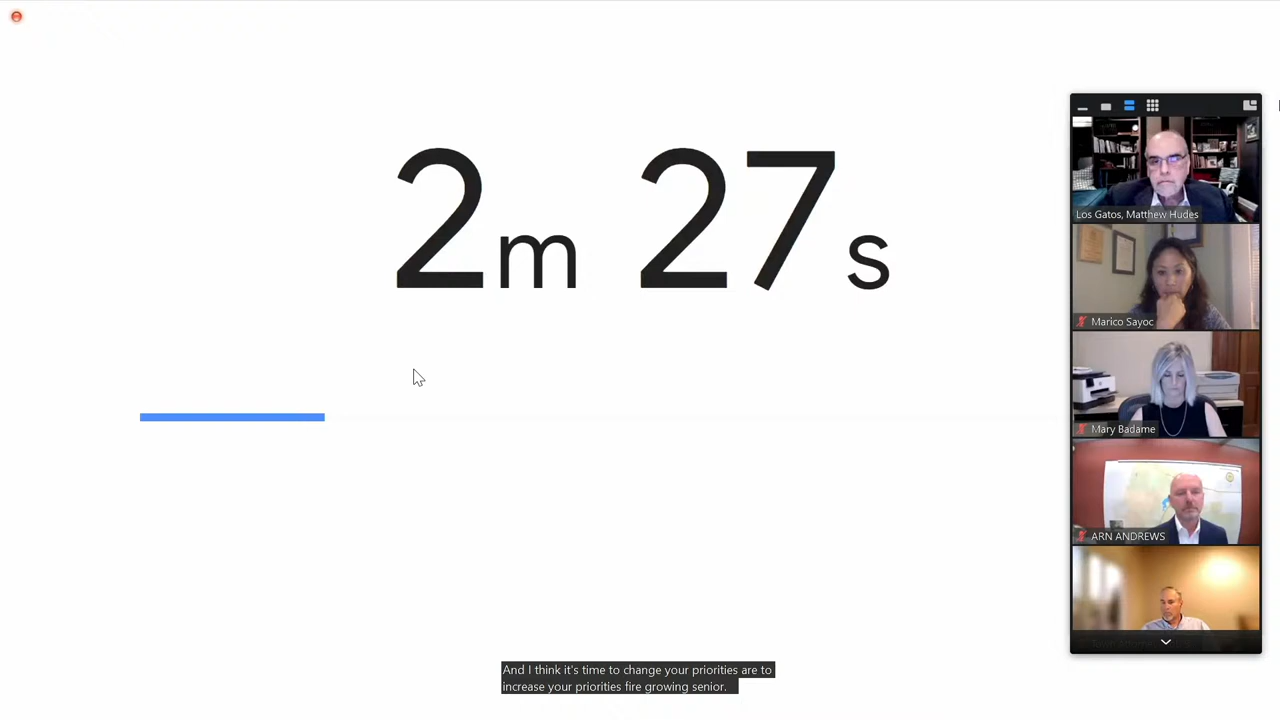 2m 27s
Los Gatos, Matthew Hudes
Marico Sayoc
Mary Badame
ARN ANDREWS
And I think it's time to change your priorities are to
increase your priorities fire growing senior.